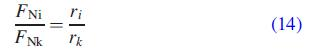 F_Ni / F_Nk = r_i / r_k (14)